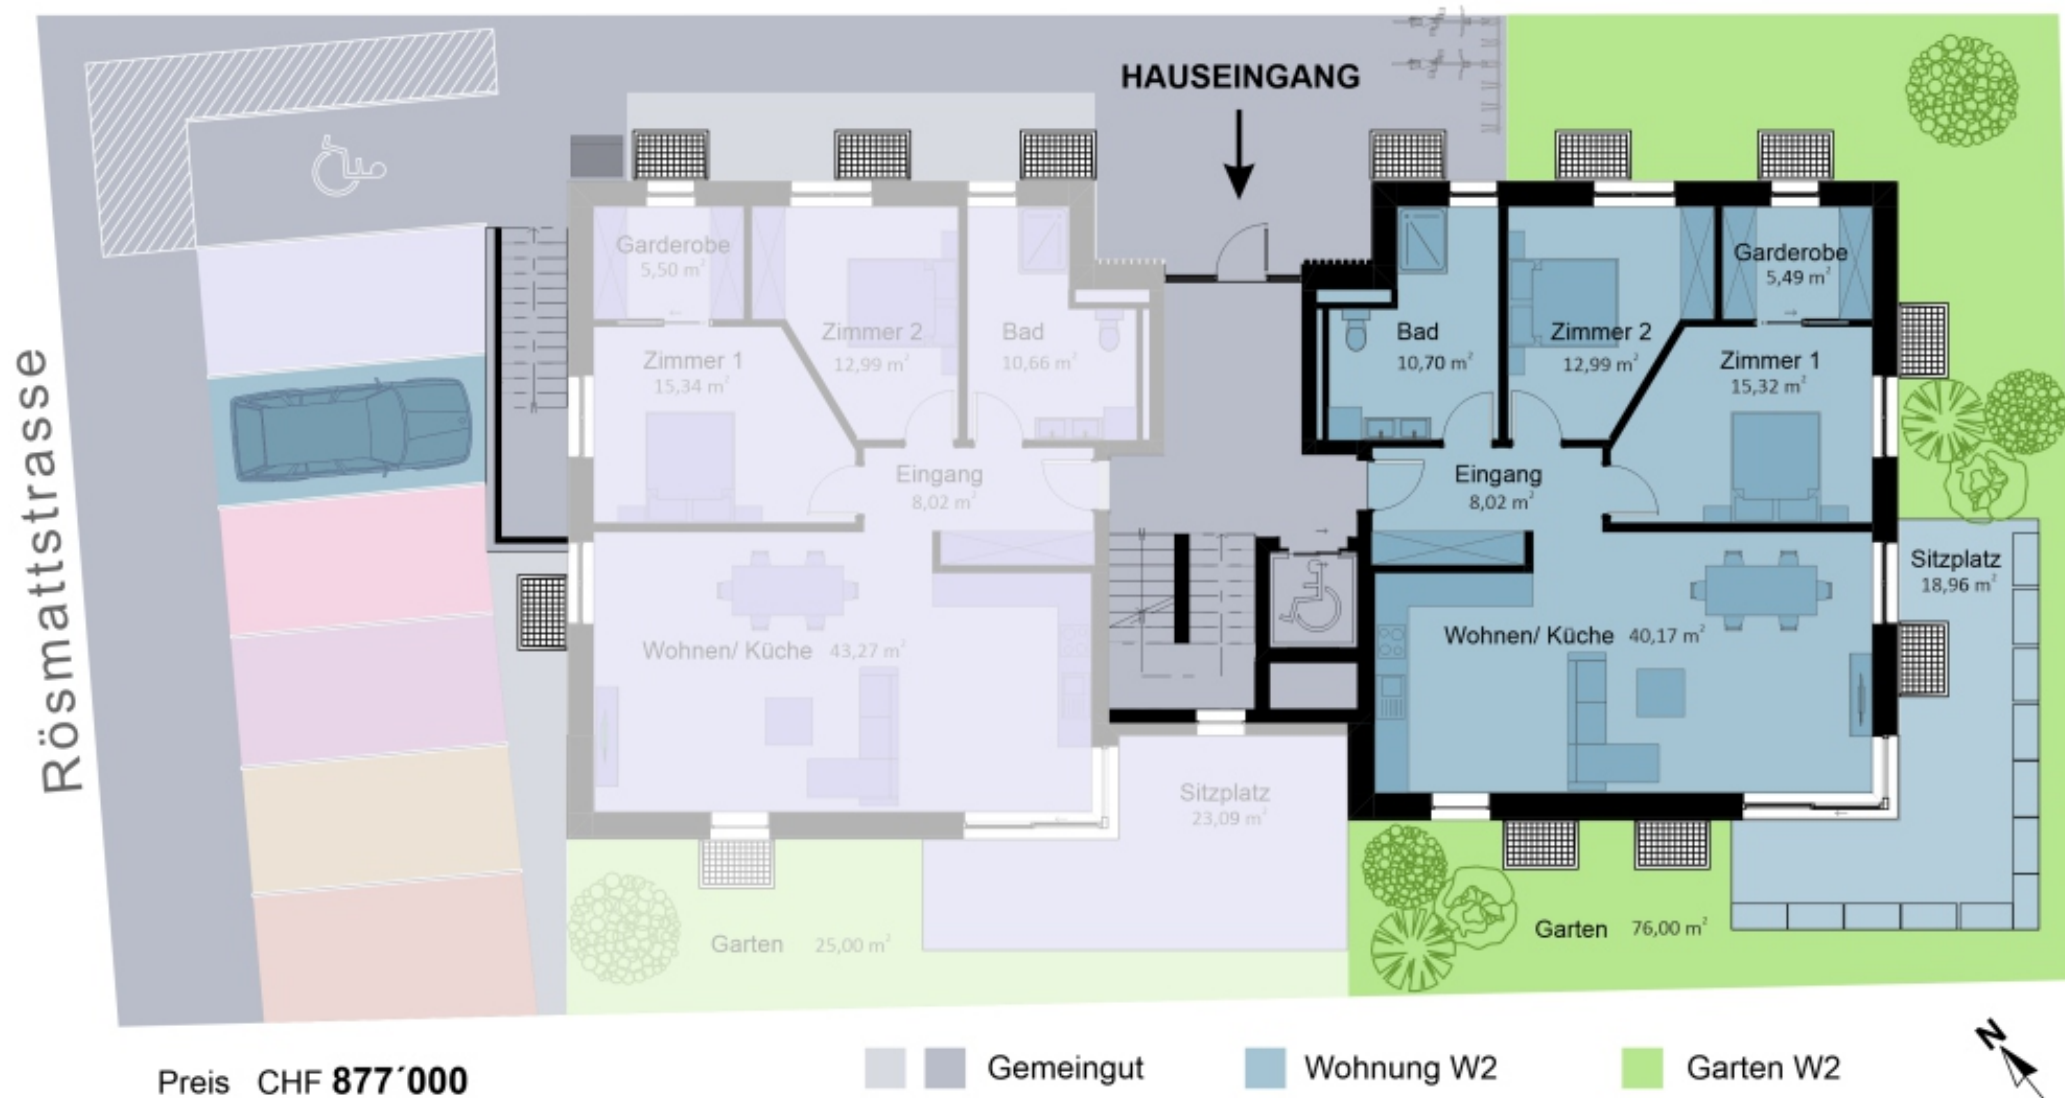 HAUSEINGANG
Rösmattstrasse
Garderobe
5,50 m²
Zimmer 2
12,99 m²
Bad
10,66 m²
Zimmer 1
15,34 m²
Eingang
8,02 m²
Wohnen/ Küche 43,27 m²
Sitzplatz
23,09 m²
Garten 25,00 m²
Garderobe
5,49 m²
Bad
10,70 m²
Zimmer 2
12,99 m²
Zimmer 1
15,32 m²
Eingang
8,02 m²
Sitzplatz
18,96 m²
Wohnen/ Küche 40,17 m²
Garten 76,00 m²
Preis CHF 877´000
Gemeingut
Wohnung W2
Garten W2
N